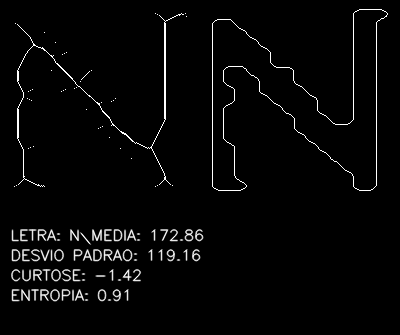 N N
LETRA: N\MEDIA: 172.86
DESVIO PADRAO: 119.16
CURTOSE: -1.42
ENTROPIA: 0.91